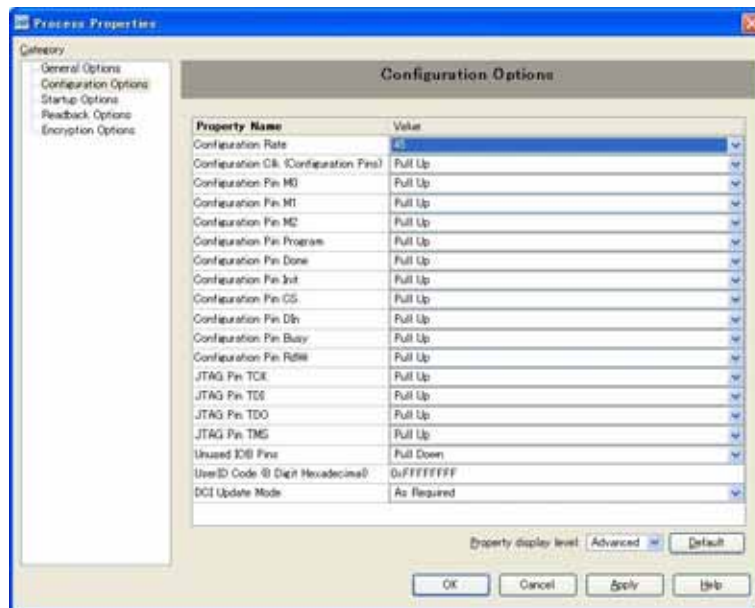 Process Properties
Category
General Options
Configuration Options
Startup Options
Readback Options
Encryption Options
Configuration Options
Property Name Value
Configuration Rate
Configuration Clk (Configuration Pins) Pull Up
Configuration Pin M0 Pull Up
Configuration Pin M1 Pull Up
Configuration Pin M2 Pull Up
Configuration Pin Program Pull Up
Configuration Pin Done Pull Up
Configuration Pin Init Pull Up
Configuration Pin CS Pull Up
Configuration Pin DIn Pull Up
Configuration Pin Busy Pull Up
Configuration Pin RdWr Pull Up
JTAG Pin TCK Pull Up
JTAG Pin TDI Pull Up
JTAG Pin TDO Pull Up
JTAG Pin TMS Pull Up
Unused IOB Pins Pull Down
UserID Code (8 Digit Hexadecimal) 0xFFFFFFFF
DCI Update Mode As Required
Property display level: Advanced Default
OK Cancel Apply Help